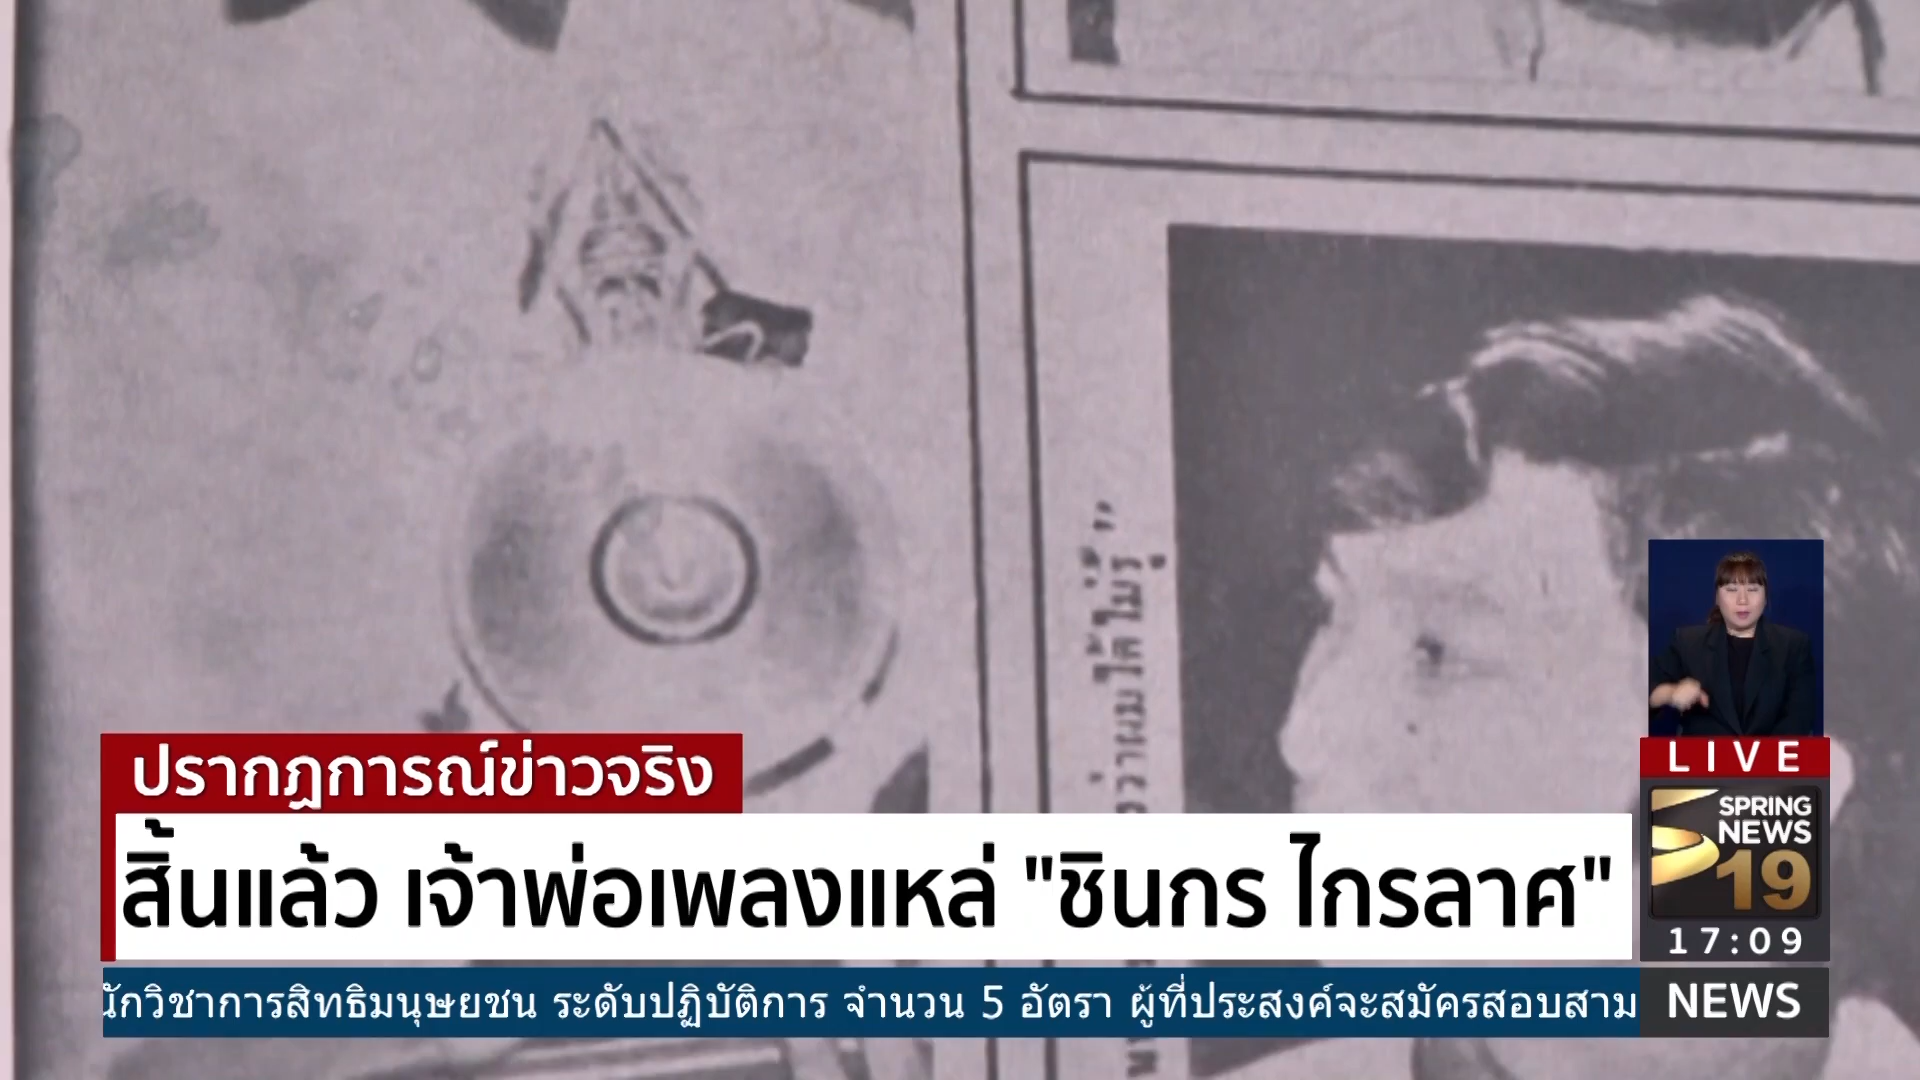 ใส่ไม่รู้"
ปรากฏการณ์ข่าวจริง
สิ้นแล้ว เจ้าพ่อเพลงแหล่ "ชินกร ไกรลาศ"
LIVE
SPRING
NEWS
19
17:09
นักวิชาการสิทธิมนุษยชน ระดับปฏิบัติการ จำนวน 5 อัตรา ผู้ที่ประสงค์จะสมัครสอบสาม
NEWS